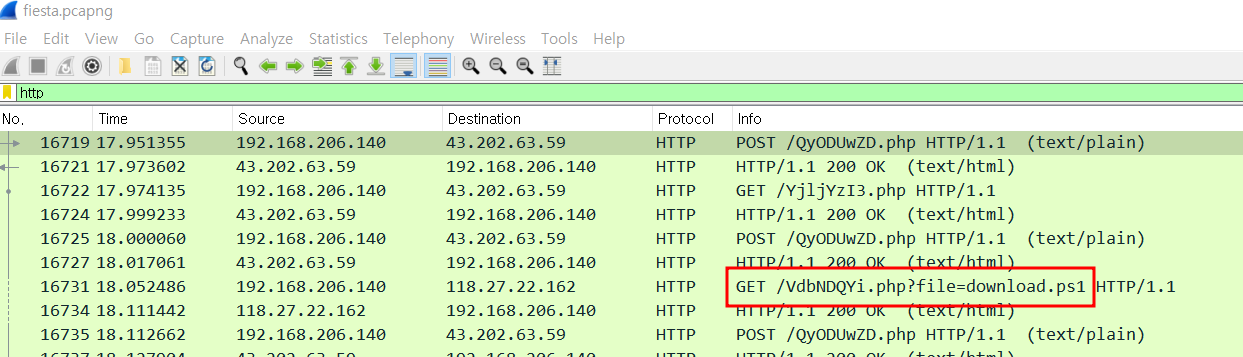 fiesta.pcapng
File Edit View Go Capture Analyze Statistics Telephony Wireless Tools Help
http
No. Time Source Destination Protocol Info
16719 17.951355 192.168.206.140 43.202.63.59 HTTP POST /QyODUwZD.php HTTP/1.1 (text/plain)
16721 17.973602 43.202.63.59 192.168.206.140 HTTP HTTP/1.1 200 OK (text/html)
16722 17.974135 192.168.206.140 43.202.63.59 HTTP GET /YjljYzI3.php HTTP/1.1
16724 17.999233 43.202.63.59 192.168.206.140 HTTP HTTP/1.1 200 OK (text/html)
16725 18.000060 192.168.206.140 43.202.63.59 HTTP POST /QyODUwZD.php HTTP/1.1 (text/plain)
16727 18.017061 43.202.63.59 192.168.206.140 HTTP HTTP/1.1 200 OK (text/html)
16731 18.052486 192.168.206.140 118.27.22.162 HTTP GET /VdbNDQYi.php?file=download.ps1 HTTP/1.1
16734 18.111442 118.27.22.162 192.168.206.140 HTTP HTTP/1.1 200 OK (text/html)
16735 18.112662 192.168.206.140 43.202.63.59 HTTP POST /QyODUwZD.php HTTP/1.1 (text/plain)